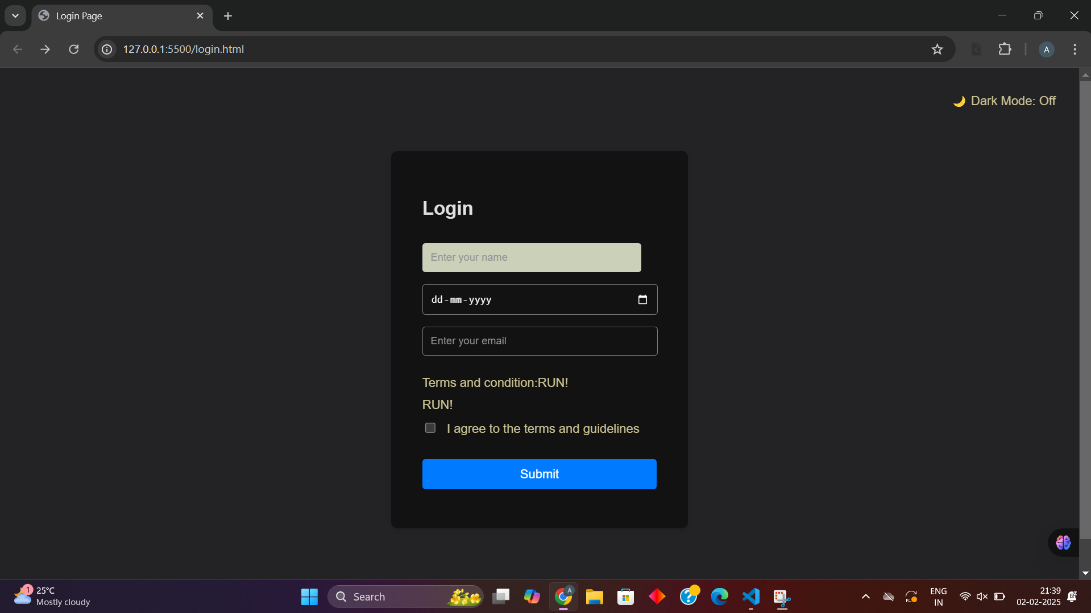 Login Page
127.0.0.1:5500/login.html
A
🌙 Dark Mode: Off
Login
Enter your name
dd-mm-yyyy
Enter your email
Terms and condition:RUN!
RUN!
I agree to the terms and guidelines
Submit
1
25°C
Mostly cloudy
Search
ENG
IN
21:39
02-02-2025